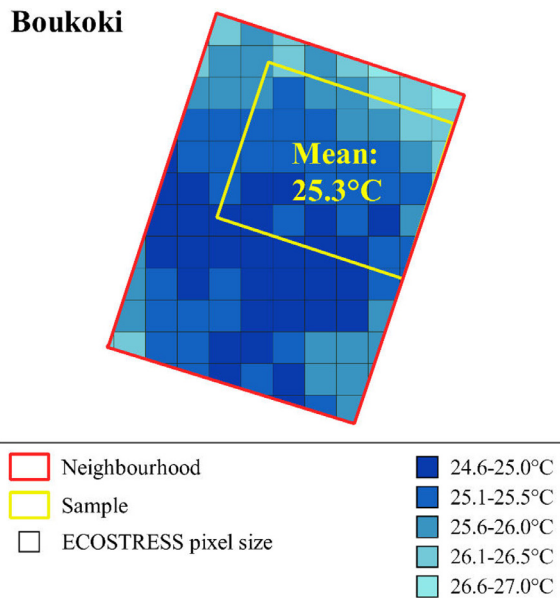 Boukoki
Mean:
25.3°C
Neighbourhood
Sample
ECOSTRESS pixel size
24.6-25.0°C
25.1-25.5°C
25.6-26.0°C
26.1-26.5°C
26.6-27.0°C